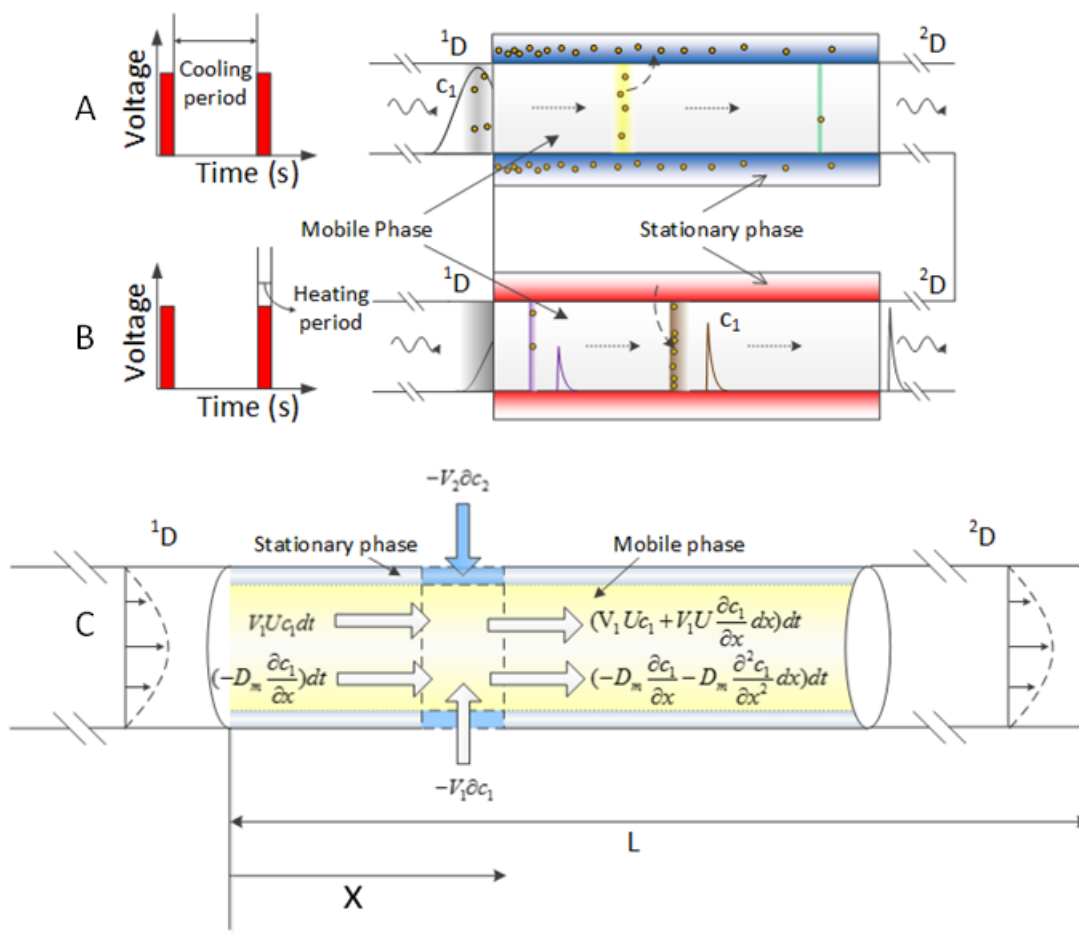 A
Voltage
Cooling
period
Time (s)
¹D
²D
c₁
Mobile Phase
Stationary phase
B
Voltage
Heating
period
Time (s)
¹D
²D
c₁
C
¹D
²D
−V₂∂c₂
Stationary phase
Mobile phase
V₁Uc₁dt
(V₁Uc₁ + V₁U ∂c₁/∂x dx)dt
(−Dₘ ∂c₁/∂x)dt
(−Dₘ ∂c₁/∂x − Dₘ ∂²c₁/∂x² dx)dt
−V₁∂c₁
L
X